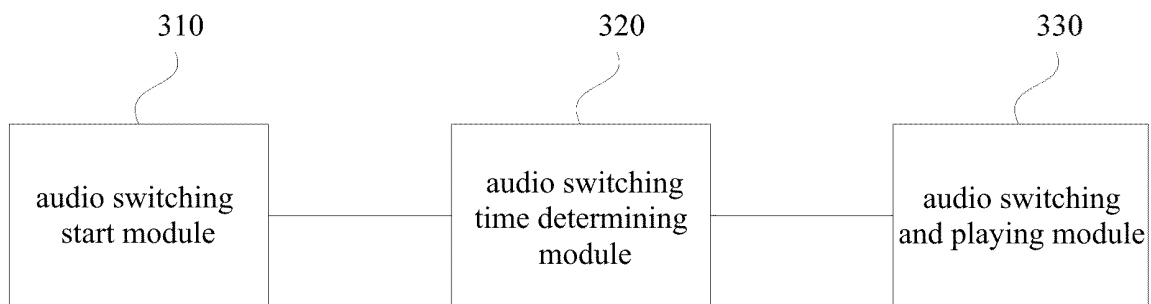 310
320
330
audio switching
start module
audio switching
time determining
module
audio switching
and playing module